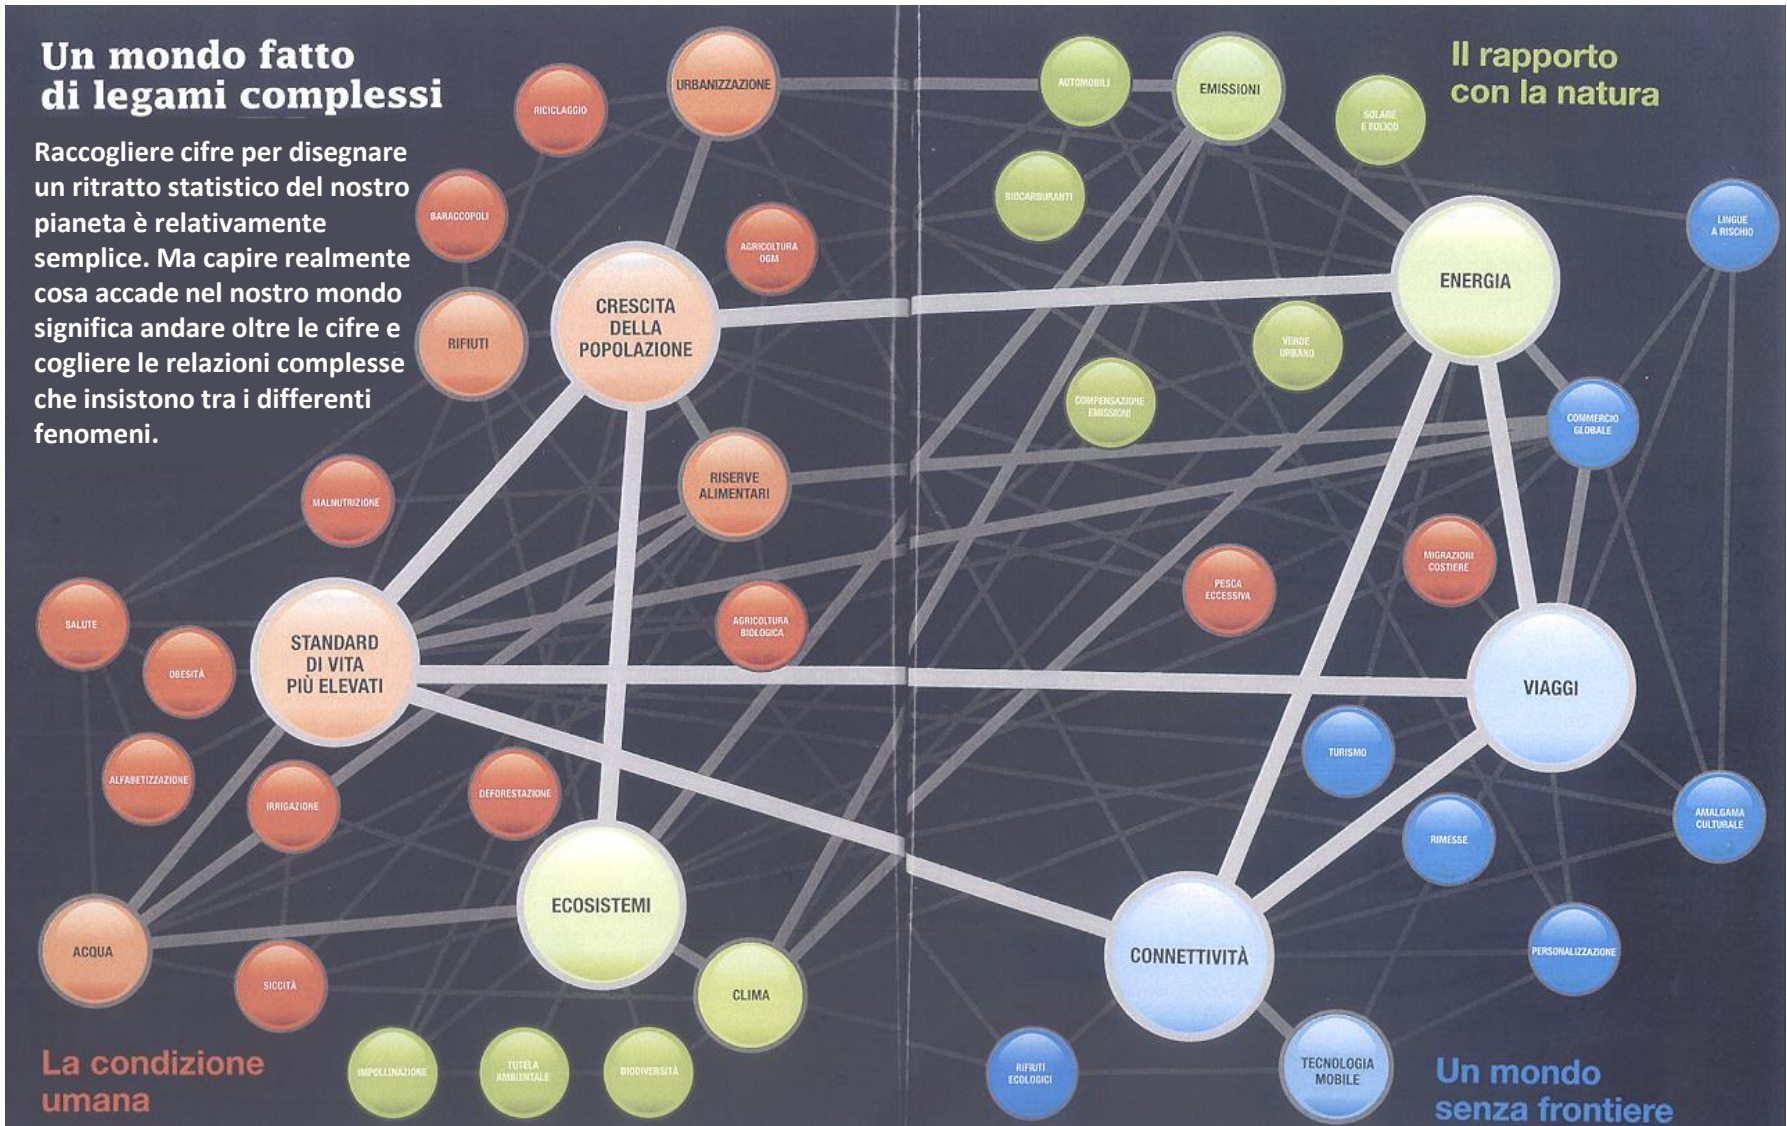 Un mondo fatto
di legami complessi
Raccogliere cifre per disegnare
un ritratto statistico del nostro
pianeta è relativamente
semplice. Ma capire realmente
cosa accade nel nostro mondo
significa andare oltre le cifre e
cogliere le relazioni complesse
che insistono tra i differenti
fenomeni.
Il rapporto
con la natura
URBANIZZAZIONE
RICICLAGGIO
AUTOMOBILI
EMISSIONI
SOLARE
E EOLICO
BARACCOPOLI
BIOCARBURANTI
LINGUE
A RISCHIO
AGRICOLTURA
OGM
ENERGIA
CRESCITA
DELLA
POPOLAZIONE
RIFIUTI
VERDE
URBANO
COMPENSAZIONE
EMISSIONI
COMMERCIO
GLOBALE
RISERVE
ALIMENTARI
MALNUTRIZIONE
MIGRAZIONI
COSTIERE
PESCA
ECCESSIVA
SALUTE
AGRICOLTURA
BIOLOGICA
STANDARD
DI VITA
PIÙ ELEVATI
OBESITÀ
VIAGGI
TURISMO
ALFABETIZZAZIONE
IRRIGAZIONE
DEFORESTAZIONE
RIMESSE
AMALGAMA
CULTURALE
ECOSISTEMI
ACQUA
CONNETTIVITÀ
PERSONALIZZAZIONE
SICCITÀ
CLIMA
IMPOLLINAZIONE
TUTELA
AMBIENTALE
BIODIVERSITÀ
RIFIUTI
ECOLOGICI
TECNOLOGIA
MOBILE
La condizione
umana
Un mondo
senza frontiere